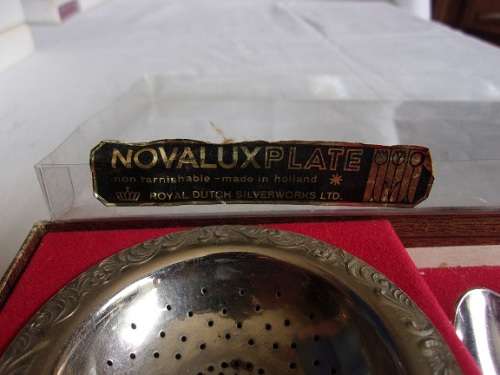 NOVALUXPLATE
non tarnishable - made in holland *
ROYAL DUTCH SILVERWORKS LTD.